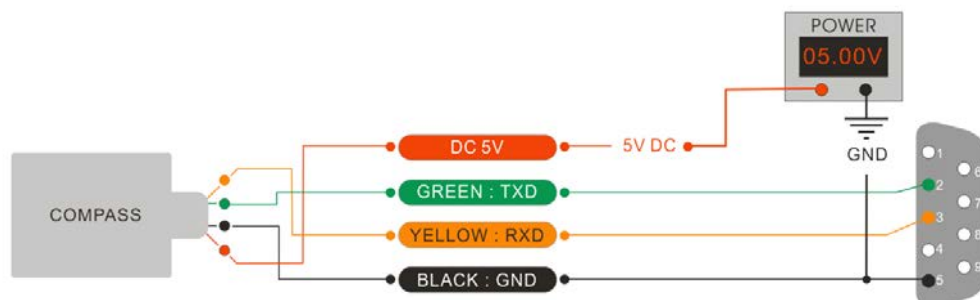 POWER
05.00V
DC 5V
5V DC
GND
GREEN : TXD
YELLOW : RXD
BLACK : GND
COMPASS
1
2
3
4
5
6
7
8
9